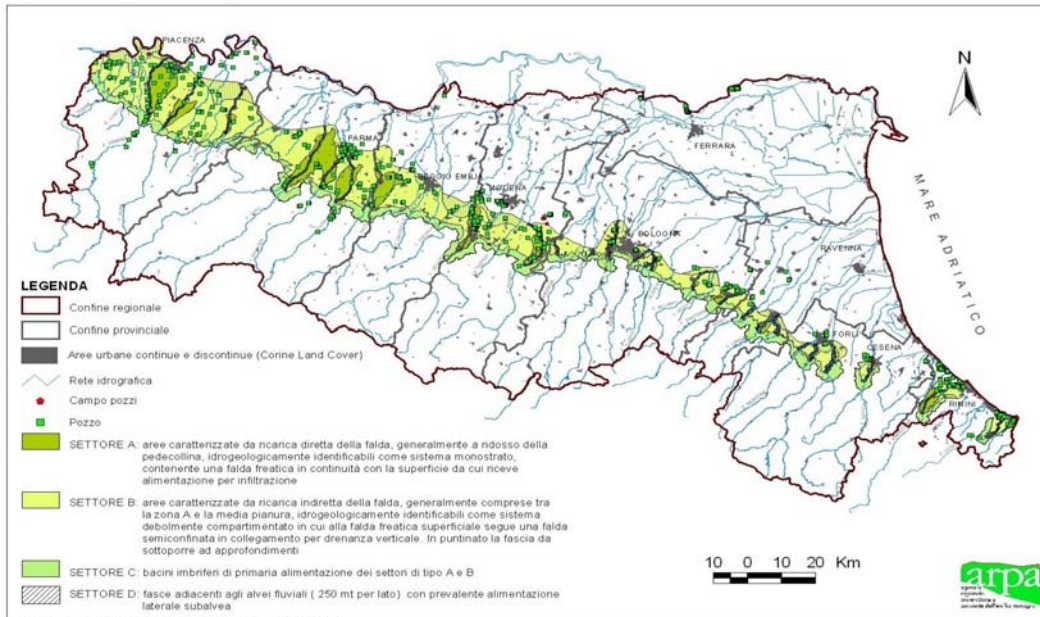 PIACENZA
N
PARMA
REGGIO EMILIA
MODENA
FERRARA
BOLOGNA
RAVENNA
MARE ADRIATICO
FORLI
CESENA
RIMINI
LEGENDA
Confine regionale
Confine provinciale
Aree urbane continue e discontinue (Corine Land Cover)
Rete idrografica
Campo pozzi
Pozzo
SETTORE A: aree caratterizzate da ricarica diretta della falda, generalmente a ridosso della
pedecollina, idrogeologicamente identificabili come sistema monostrato,
contenente una falda freatica in continuità con la superficie da cui riceve
alimentazione per infiltrazione
SETTORE B: aree caratterizzate da ricarica indiretta della falda, generalmente comprese tra
la zona A e la media pianura, idrogeologicamente identificabili come sistema
debolmente compartimentato in cui alla falda freatica superficiale segue una falda
semiconfinata in collegamento per drenanza verticale. In puntinato la fascia da
sottoporre ad approfondimenti
SETTORE C: bacini imbriferi di primaria alimentazione dei settori di tipo A e B
SETTORE D: fasce adiacenti agli alvei fluviali ( 250 mt per lato) con prevalente alimentazione
laterale subalvea
10 0 10 20 Km
arpa